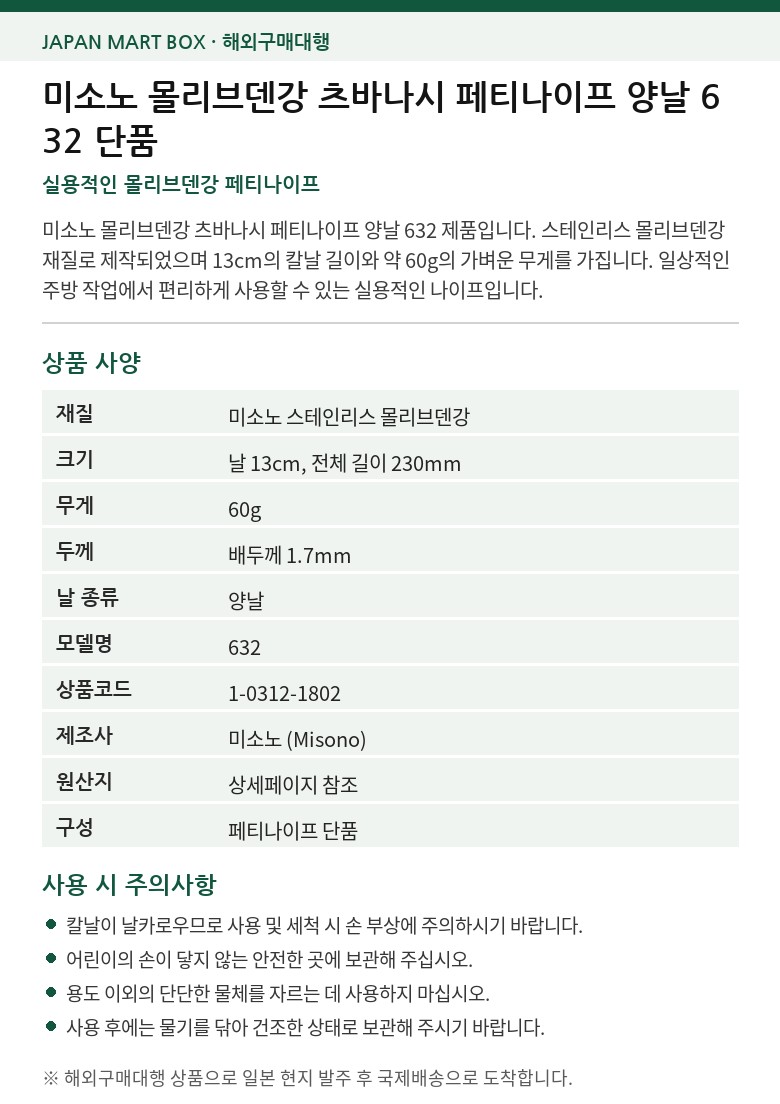 JAPAN MART BOX · 해외구매대행
미소노 몰리브덴강 츠바나시 페티나이프 양날 6
32 단품
실용적인 몰리브덴강 페티나이프
미소노 몰리브덴강 츠바나시 페티나이프 양날 632 제품입니다. 스테인리스 몰리브덴강
재질로 제작되었으며 13cm의 칼날 길이와 약 60g의 가벼운 무게를 가집니다. 일상적인
주방 작업에서 편리하게 사용할 수 있는 실용적인 나이프입니다.
상품 사양
재질 미소노 스테인리스 몰리브덴강
크기 날 13cm, 전체 길이 230mm
무게 60g
두께 배두께 1.7mm
날 종류 양날
모델명 632
상품코드 1-0312-1802
제조사 미소노 (Misono)
원산지 상세페이지 참조
구성 페티나이프 단품
사용 시 주의사항
● 칼날이 날카로우므로 사용 및 세척 시 손 부상에 주의하시기 바랍니다.
● 어린이의 손이 닿지 않는 안전한 곳에 보관해 주십시오.
● 용도 이외의 단단한 물체를 자르는 데 사용하지 마십시오.
● 사용 후에는 물기를 닦아 건조한 상태로 보관해 주시기 바랍니다.
※ 해외구매대행 상품으로 일본 현지 발주 후 국제배송으로 도착합니다.